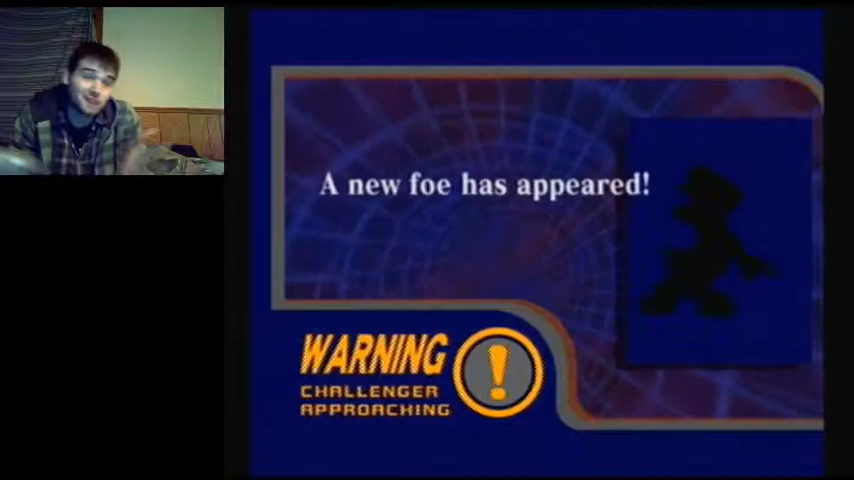 A new foe has appeared!
WARNING
CHALLENGER
APPROACHING